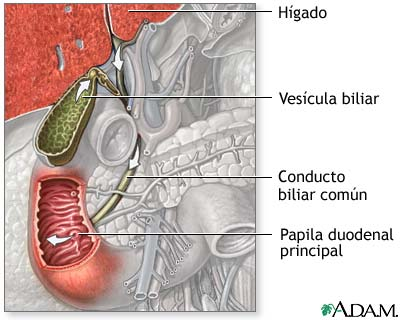 Hígado
Vesícula biliar
Conducto
biliar común
Papila duodenal
principal
A.D.A.M.